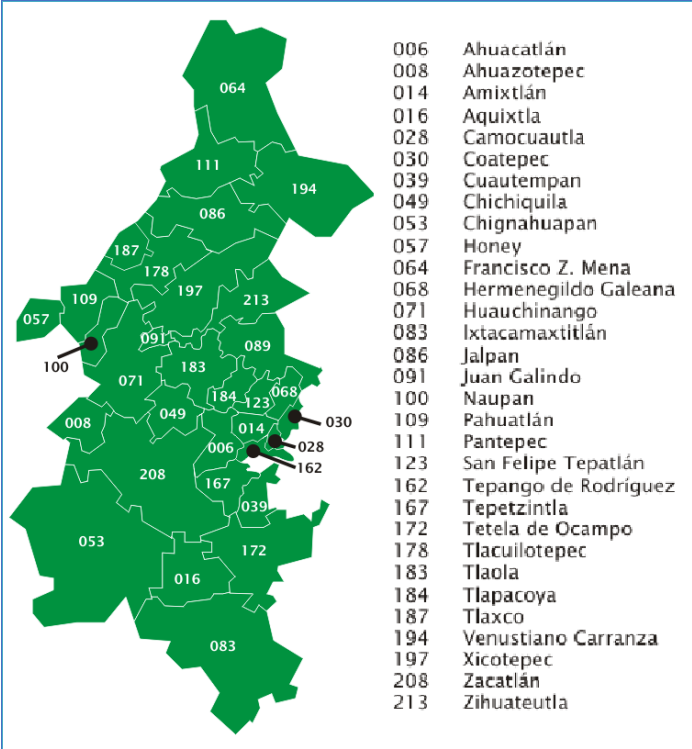 064
111
194
086
187
178
197
109
213
057
091
089
100
183
071
068
184
123
049
030
008
014
028
006
162
208
167
039
053
172
016
083
006 Ahuacatlán
008 Ahuazotepec
014 Amixtlán
016 Aquixtla
028 Camocuautla
030 Coatepec
039 Cuautempan
049 Chichiquila
053 Chignahuapan
057 Honey
064 Francisco Z. Mena
068 Hermenegildo Galeana
071 Huauchinango
083 Ixtacamaxtitlán
086 Jalpan
091 Juan Galindo
100 Naupan
109 Pahuatlán
111 Pantepec
123 San Felipe Tepatlán
162 Tepango de Rodríguez
167 Tepetzintla
172 Tetela de Ocampo
178 Tlacuilotepec
183 Tlaola
184 Tlapacoya
187 Tlaxco
194 Venustiano Carranza
197 Xicotepec
208 Zacatlán
213 Zihuateutla